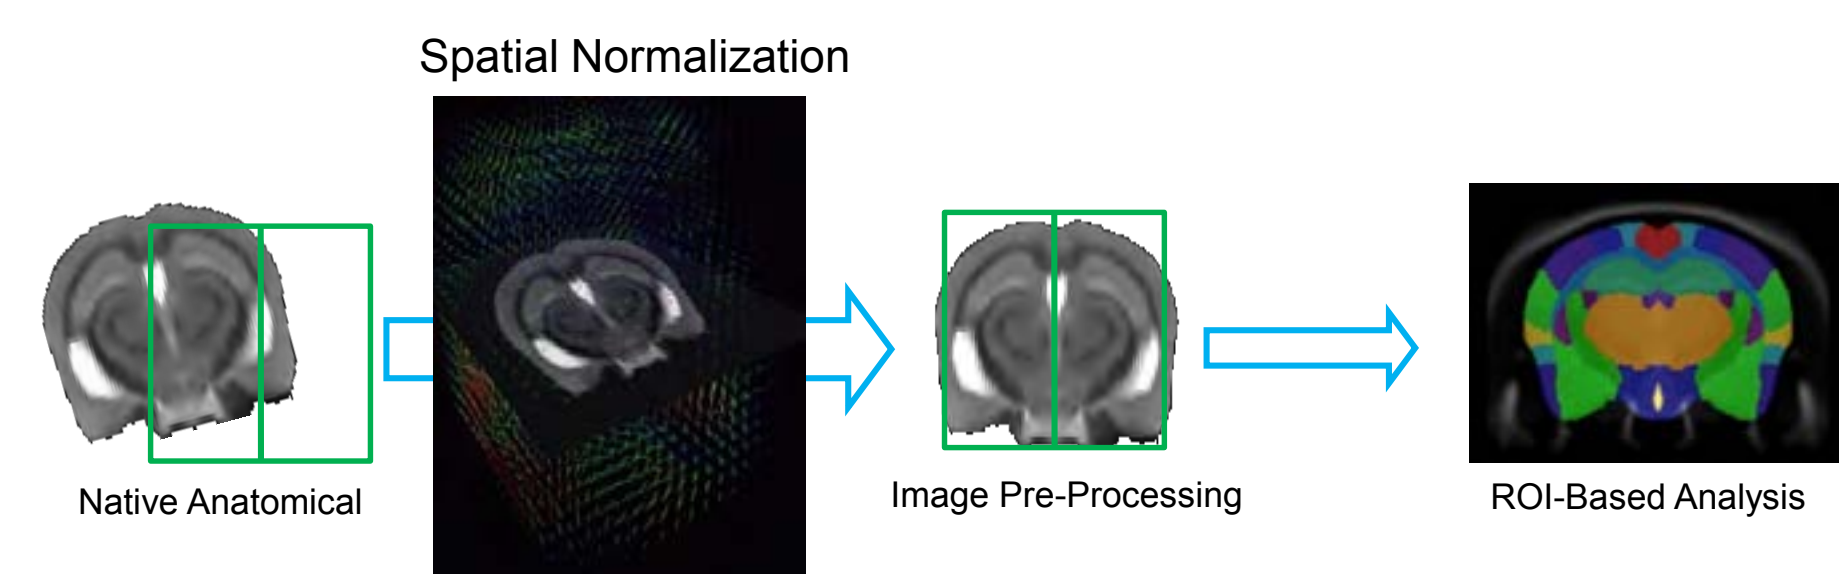 Spatial Normalization
Native Anatomical
Image Pre-Processing
ROI-Based Analysis